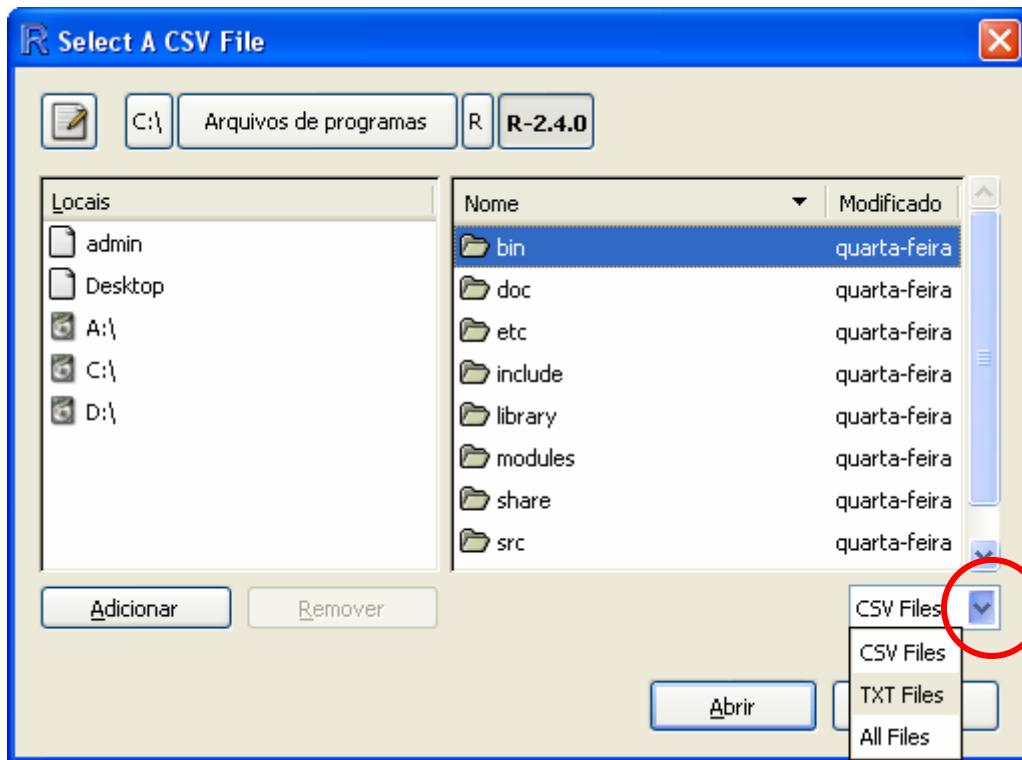 Select A CSV File
C:\ Arquivos de programas R R-2.4.0
Locais
admin
Desktop
A:\
C:\
D:\
Nome Modificado
bin quarta-feira
doc quarta-feira
etc quarta-feira
include quarta-feira
library quarta-feira
modules quarta-feira
share quarta-feira
src quarta-feira
Adicionar Remover
CSV Files
CSV Files
TXT Files
All Files
Abrir